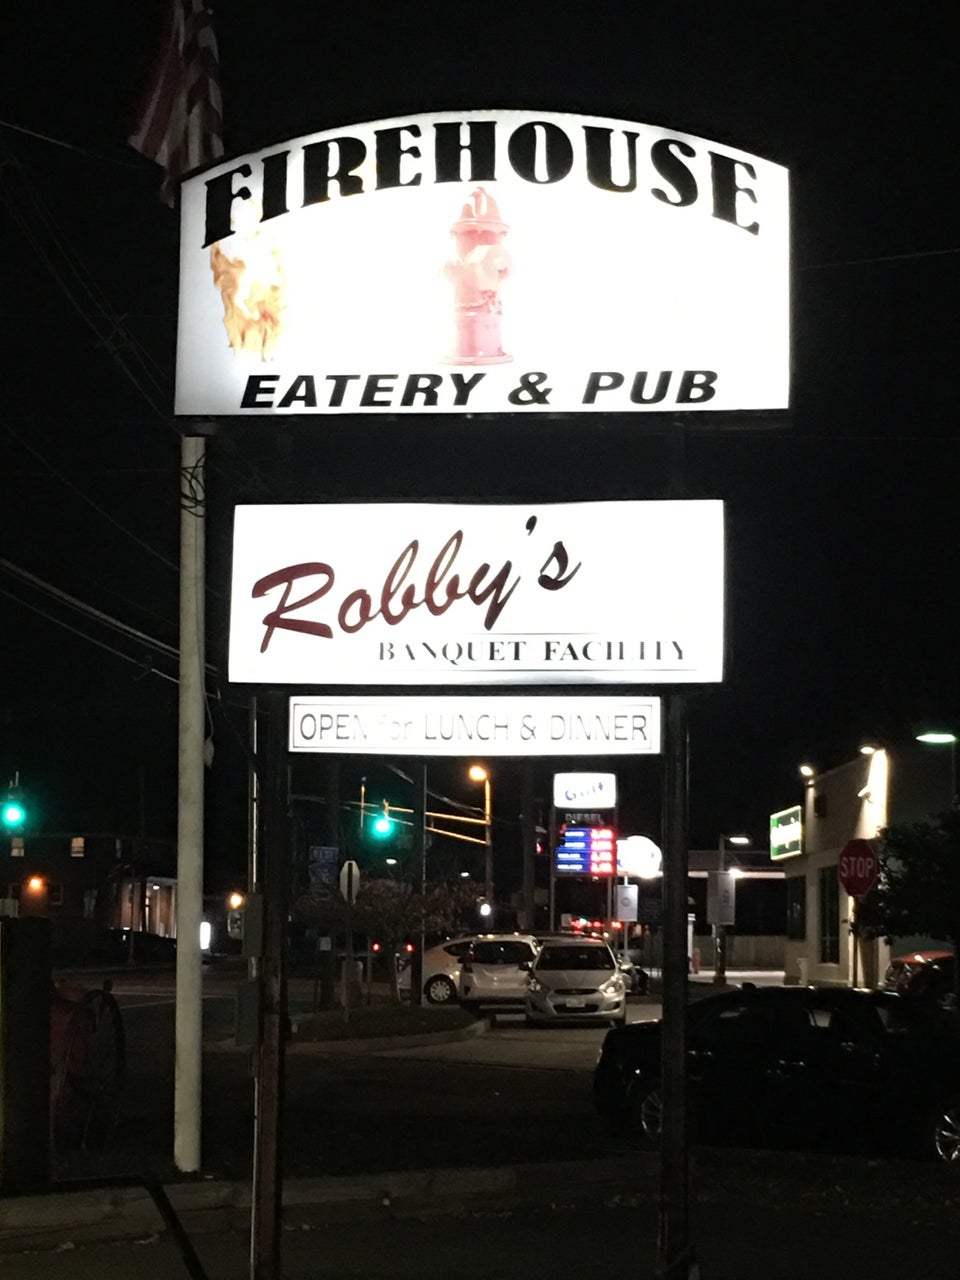 FIREHOUSE
EATERY & PUB
Robby's
BANQUET FACILITY
OPEN for LUNCH & DINNER
Gulf
DIESEL
STOP